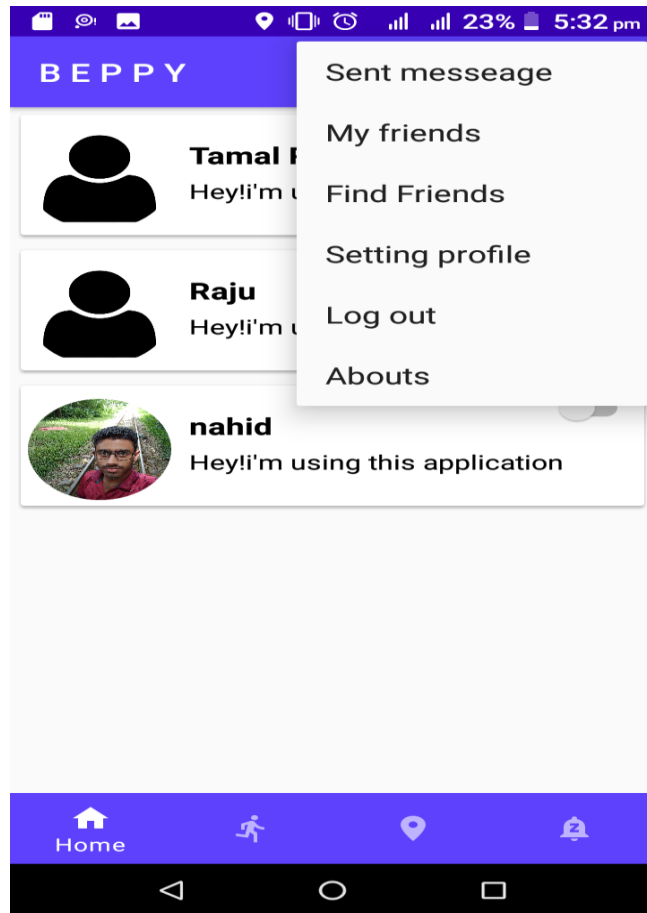 23% 5:32 pm
BEPPY
Sent messeage
My friends
Find Friends
Setting profile
Log out
Abouts
Tamal
Hey!i'm
Raju
Hey!i'm
nahid
Hey!i'm using this application
Home